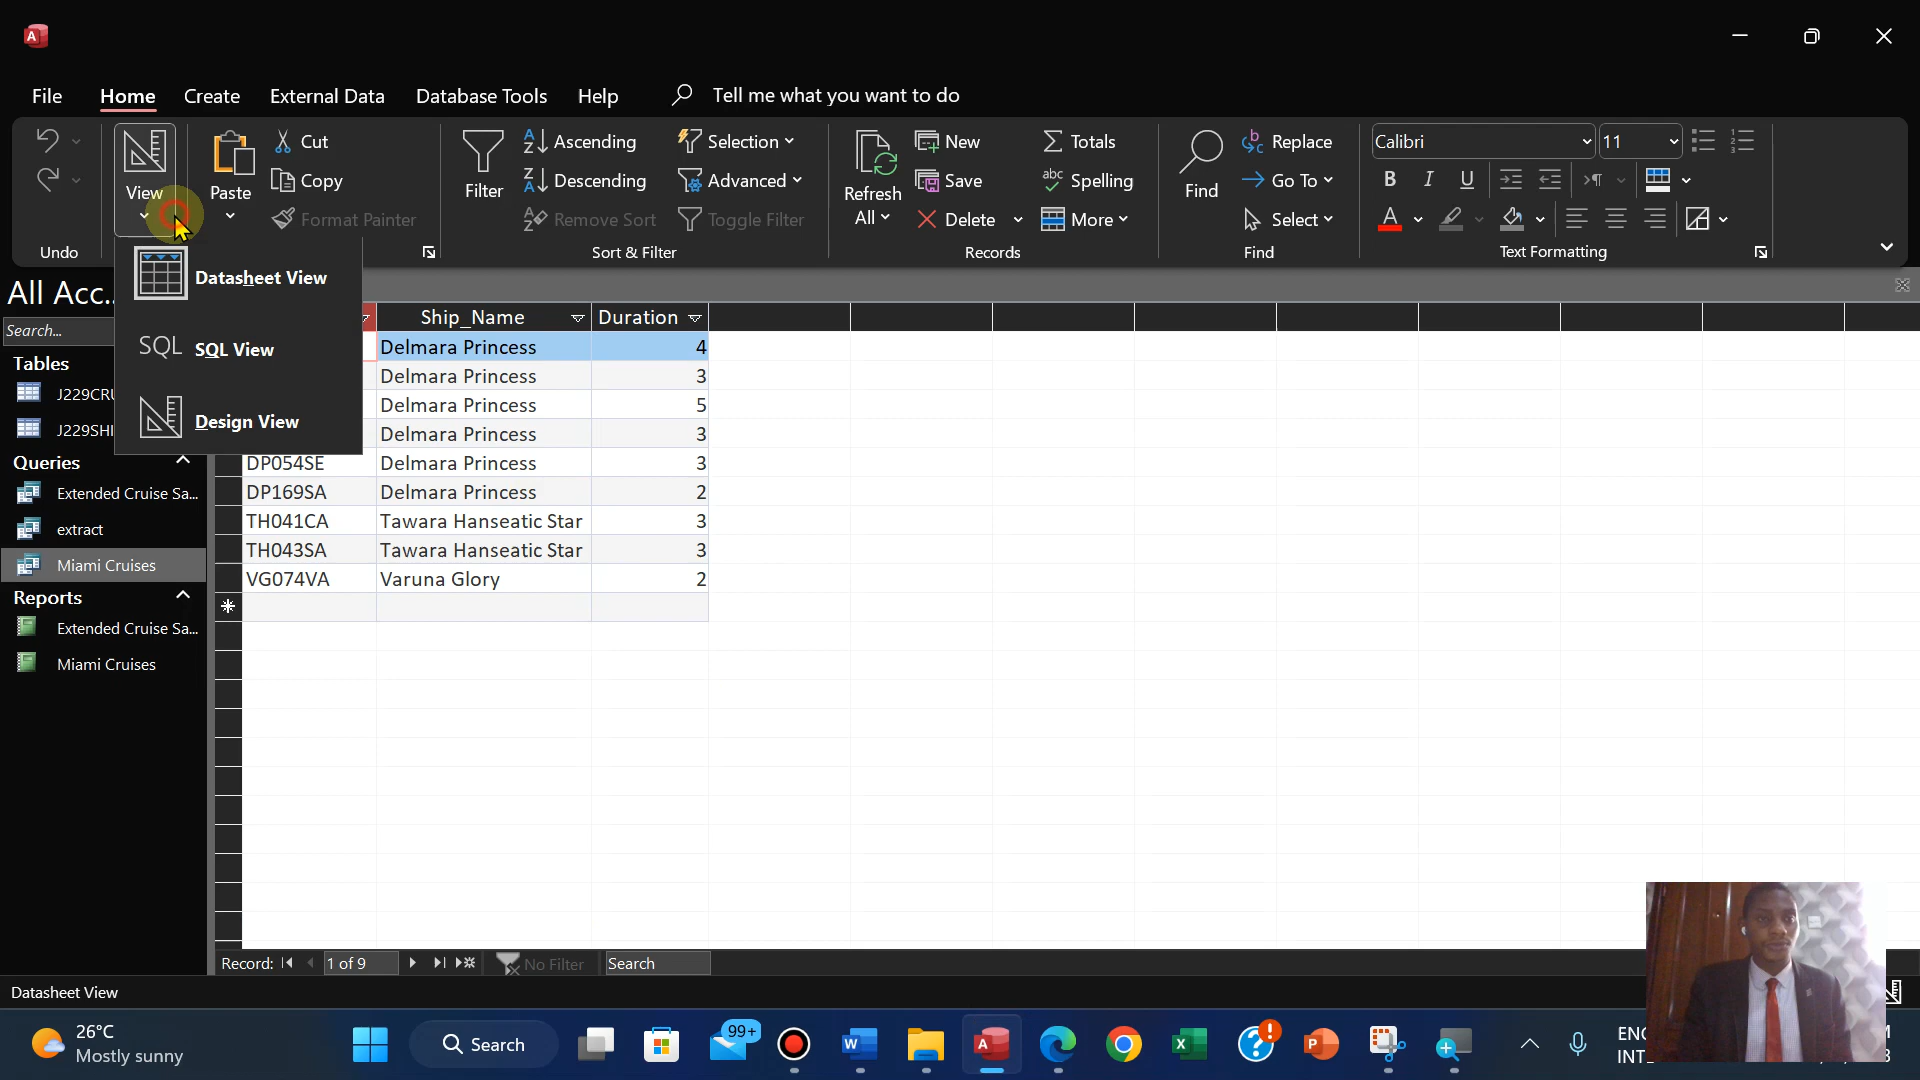 File Home Create External Data Database Tools Help Tell me what you want to do
View Paste Cut Copy Format Painter
Undo
Filter Ascending Descending Remove Sort Selection Advanced Toggle Filter
Sort & Filter
Refresh All New Save Delete Totals Spelling More
Records
Find Replace Go To Select
Find
Calibri 11
B I U A
Text Formatting
Datasheet View
SQL SQL View
Design View
All Acc...
Search...
Tables
J229CRU
J229SHI
Queries
Extended Cruise Sa...
extract
Miami Cruises
Reports
Extended Cruise Sa...
Miami Cruises
Ship_Name Duration
Delmara Princess 4
Delmara Princess 3
Delmara Princess 5
Delmara Princess 3
DP054SE Delmara Princess 3
DP169SA Delmara Princess 2
TH041CA Tawara Hanseatic Star 3
TH043SA Tawara Hanseatic Star 3
VG074VA Varuna Glory 2
Record: 1 of 9 No Filter Search
Datasheet View
26°C
Mostly sunny
Search
99+
ENG
INT